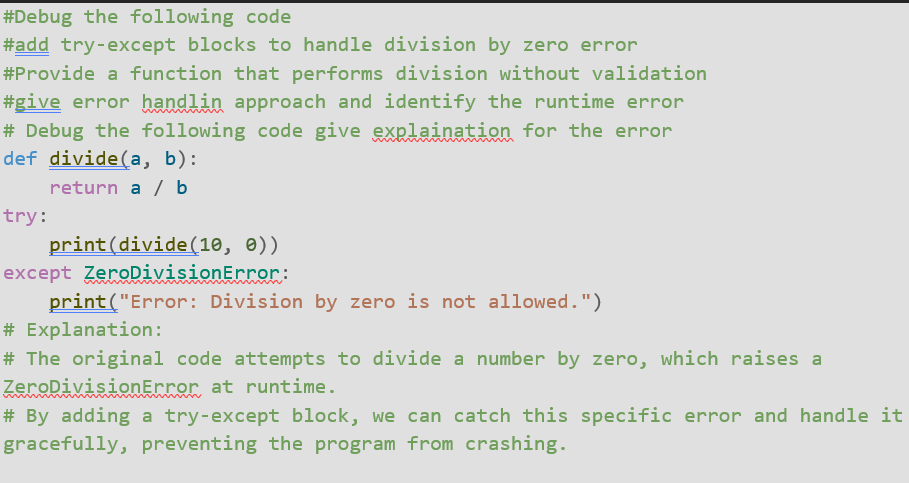 #Debug the following code
#add try-except blocks to handle division by zero error
#Provide a function that performs division without validation
#give error handlin approach and identify the runtime error
# Debug the following code give explaination for the error
def divide(a, b):
    return a / b
try:
    print(divide(10, 0))
except ZeroDivisionError:
    print("Error: Division by zero is not allowed.")
# Explanation:
# The original code attempts to divide a number by zero, which raises a
ZeroDivisionError at runtime.
# By adding a try-except block, we can catch this specific error and handle it
gracefully, preventing the program from crashing.